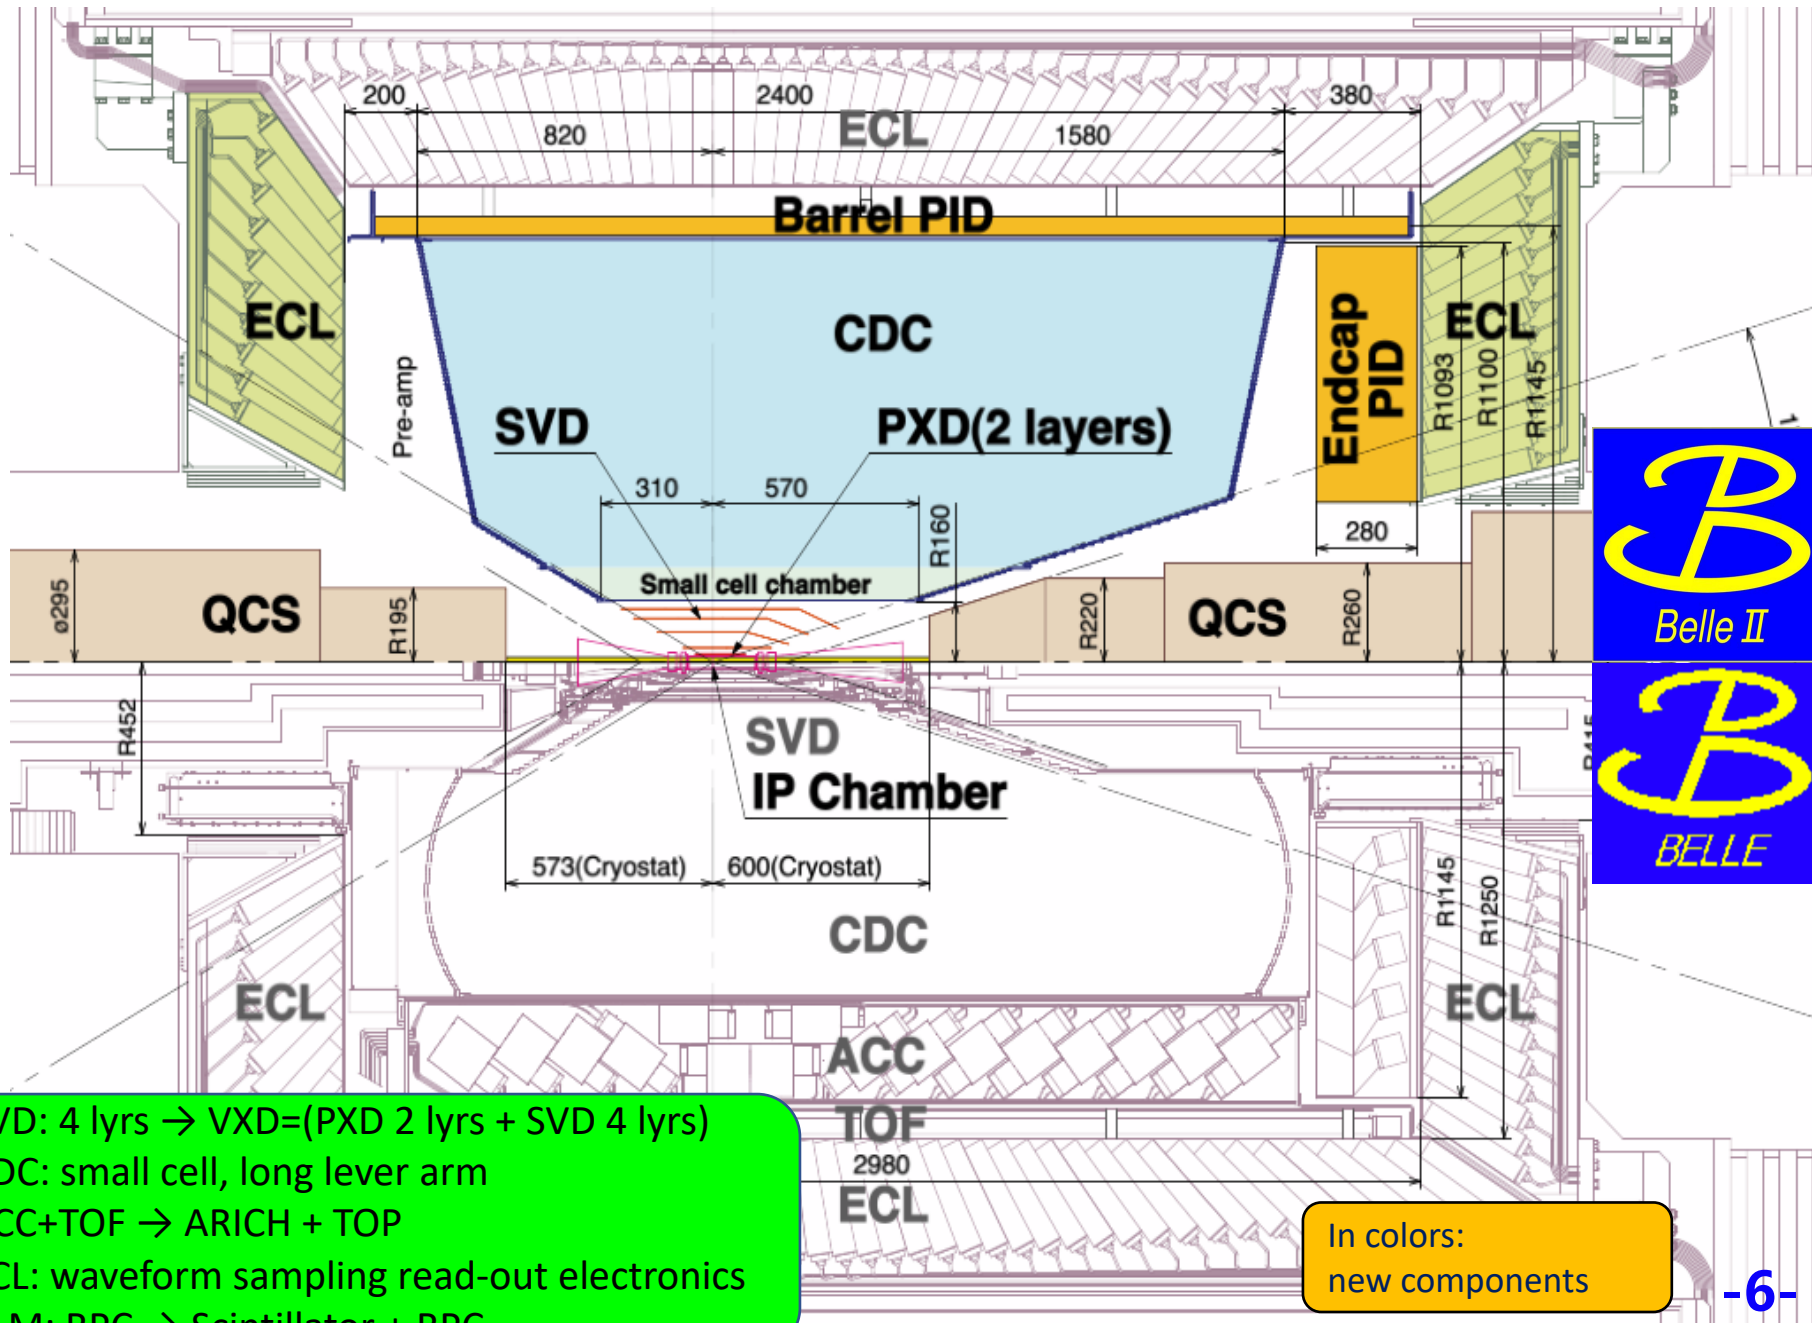 200
2400
380
820
ECL
1580
Barrel PID
ECL
CDC
Endcap
PID
ECL
R1093
R1100
R1145
Pre-amp
SVD
PXD(2 layers)
310
570
R160
280
Small cell chamber
ø295
QCS
R195
R220
QCS
R260
Belle II
R452
SVD
IP Chamber
573(Cryostat)
600(Cryostat)
BELLE
CDC
R1145
R1250
ECL
ECL
ACC
TOF
2980
ECL
VD: 4 lyrs → VXD=(PXD 2 lyrs + SVD 4 lyrs)
DC: small cell, long lever arm
CC+TOF → ARICH + TOP
CL: waveform sampling read-out electronics
M: RPC → Scintillator + RPC
In colors:
new components
-6-